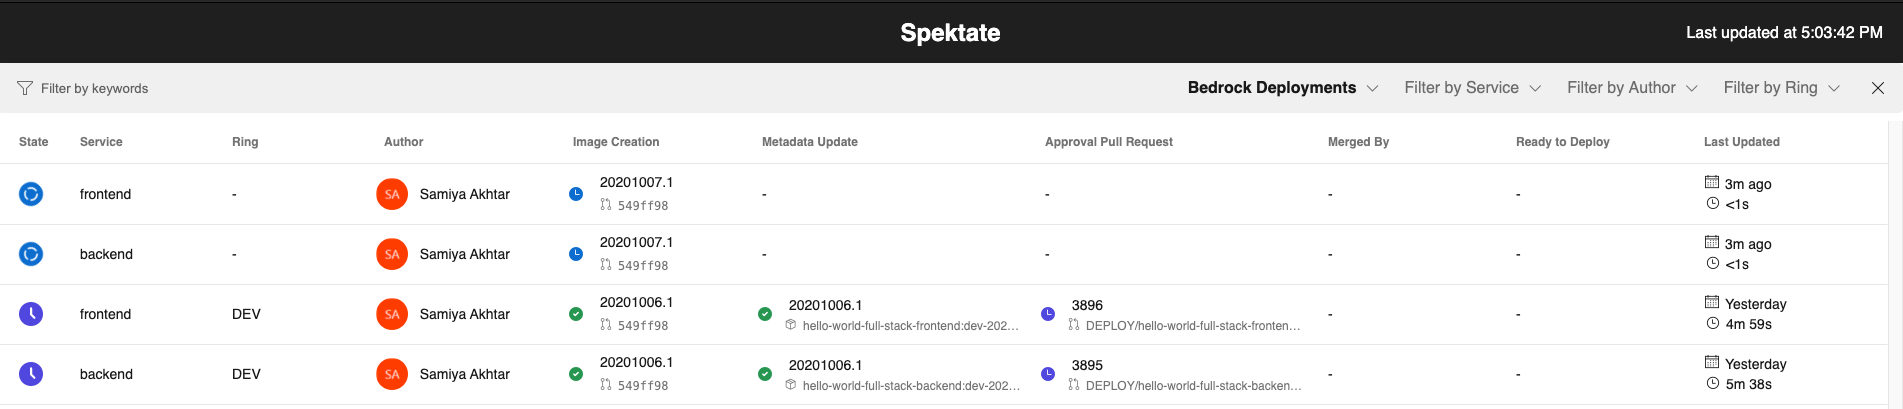 Spektate
Last updated at 5:03:42 PM
Filter by keywords
Bedrock Deployments Filter by Service Filter by Author Filter by Ring
State Service Ring Author Image Creation Metadata Update Approval Pull Request Merged By Ready to Deploy Last Updated
frontend - SA Samiya Akhtar 20201007.1 - - - - 3m ago
549ff98 <1s
backend - SA Samiya Akhtar 20201007.1 - - - - 3m ago
549ff98 <1s
frontend DEV SA Samiya Akhtar 20201006.1 20201006.1 3896 - - Yesterday
549ff98 hello-world-full-stack-frontend:dev-202... DEPLOY/hello-world-full-stack-fronten... 4m 59s
backend DEV SA Samiya Akhtar 20201006.1 20201006.1 3895 - - Yesterday
549ff98 hello-world-full-stack-backend:dev-202... DEPLOY/hello-world-full-stack-backen... 5m 38s